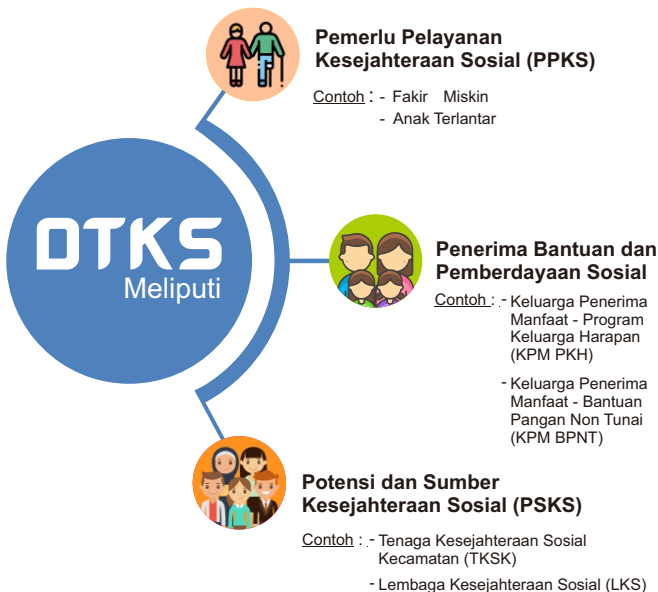 Pemerlu Pelayanan
Kesejahteraan Sosial (PPKS)
Contoh : - Fakir Miskin
- Anak Terlantar
DTKS
Meliputi
Penerima Bantuan dan
Pemberdayaan Sosial
Contoh : - Keluarga Penerima
Manfaat - Program
Keluarga Harapan
(KPM PKH)
- Keluarga Penerima
Manfaat - Bantuan
Pangan Non Tunai
(KPM BPNT)
Potensi dan Sumber
Kesejahteraan Sosial (PSKS)
Contoh : - Tenaga Kesejahteraan Sosial
Kecamatan (TKSK)
- Lembaga Kesejahteraan Sosial (LKS)